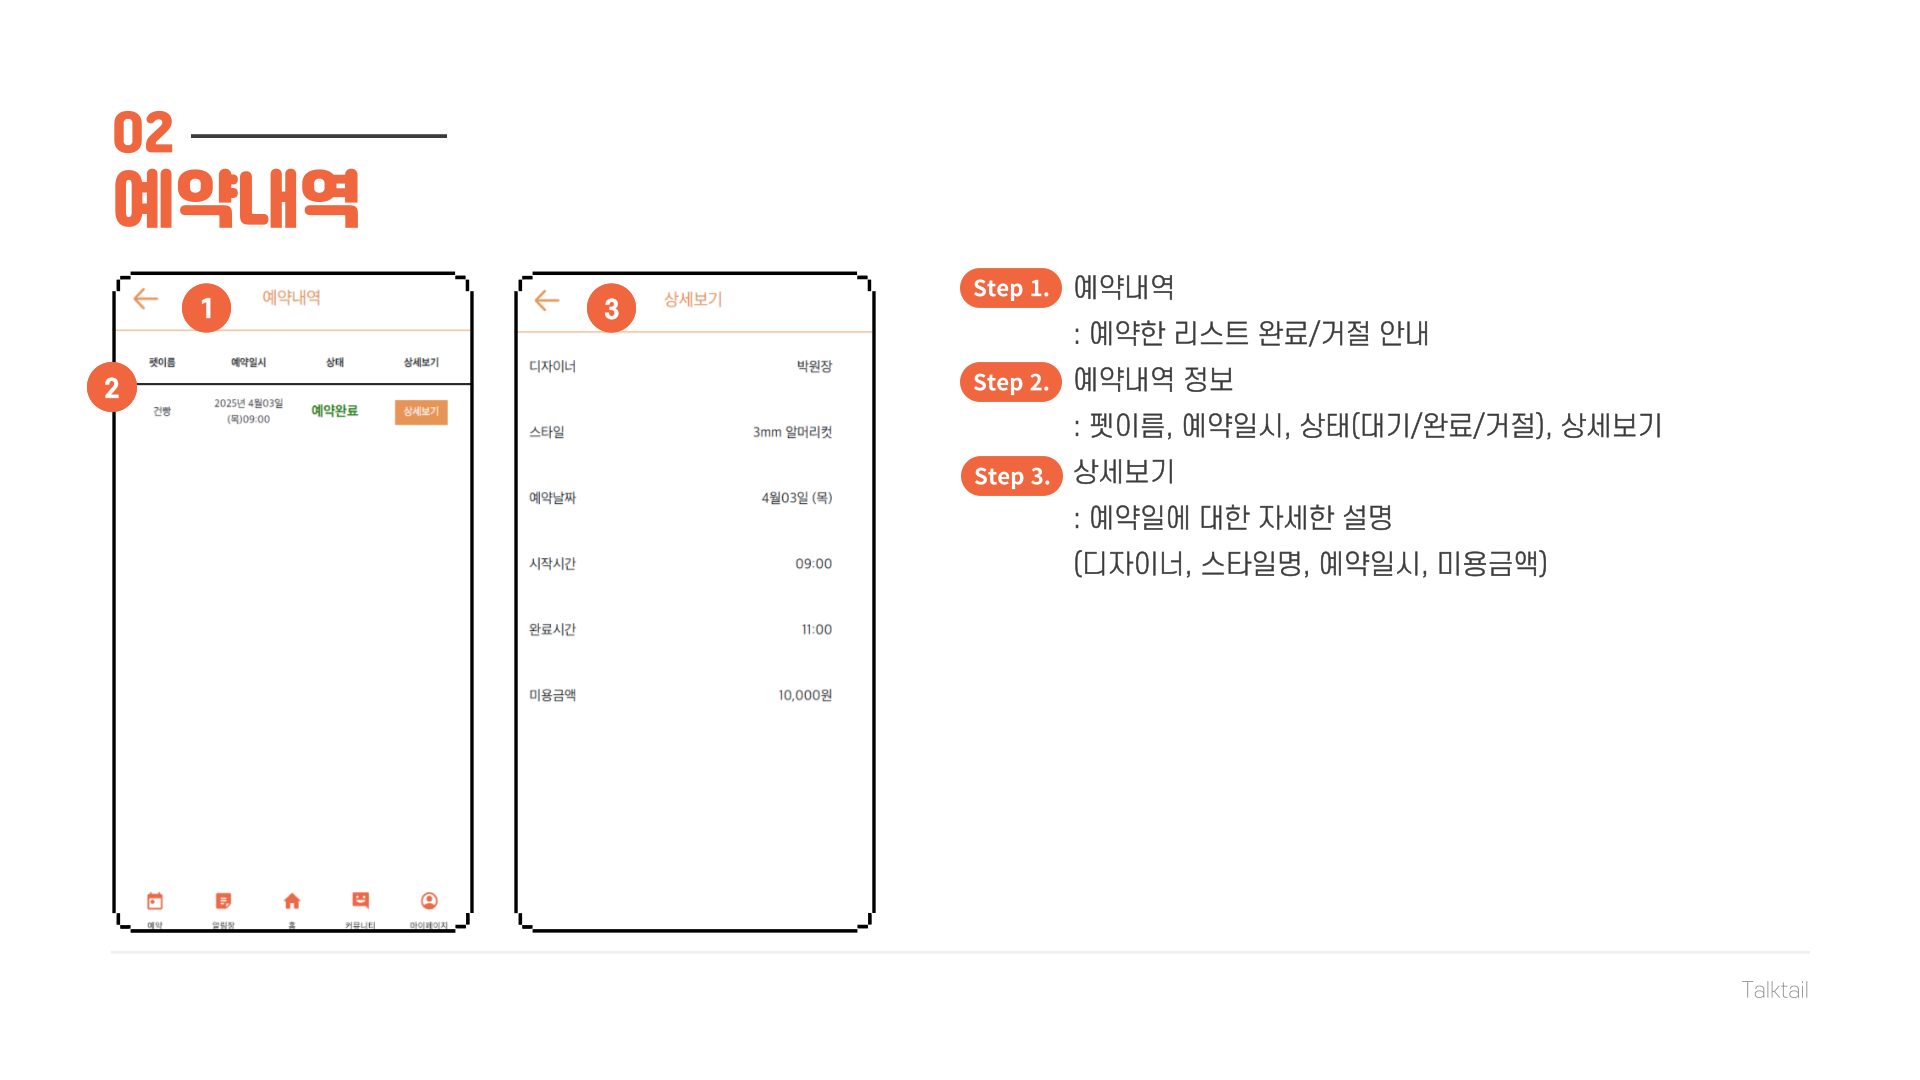 02
예약내역
1
예약내역
2
펫이름 예약일시 상태 상세보기
건빵 2025년 4월03일 (목)09:00 예약완료 상세보기
예약 알림장 홈 커뮤니티 마이페이지
3
상세보기
디자이너 박원장
스타일 3mm 알머리컷
예약날짜 4월03일 (목)
시작시간 09:00
완료시간 11:00
미용금액 10,000원
Step 1. 예약내역
: 예약한 리스트 완료/거절 안내
Step 2. 예약내역 정보
: 펫이름, 예약일시, 상태(대기/완료/거절), 상세보기
Step 3. 상세보기
: 예약일에 대한 자세한 설명
(디자이너, 스타일명, 예약일시, 미용금액)
Talktail